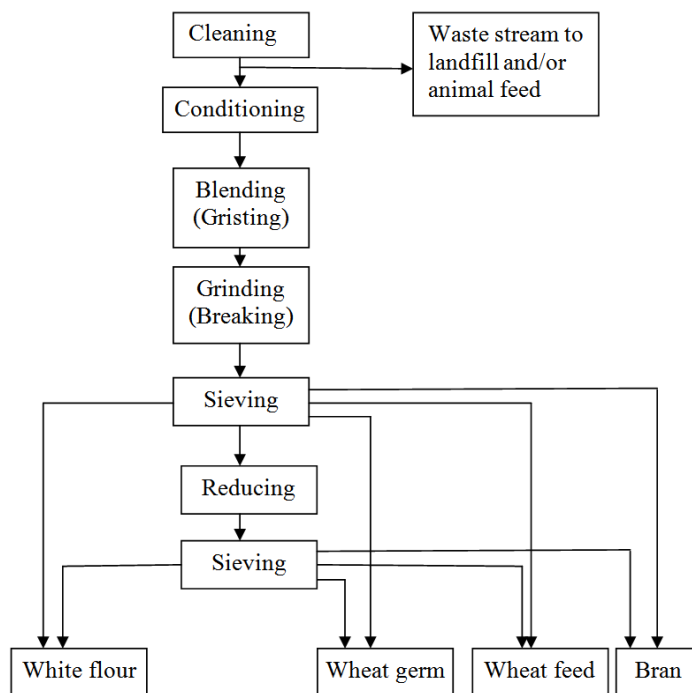 Cleaning
Waste stream to
landfill and/or
animal feed
Conditioning
Blending
(Gristing)
Grinding
(Breaking)
Sieving
Reducing
Sieving
White flour
Wheat germ
Wheat feed
Bran